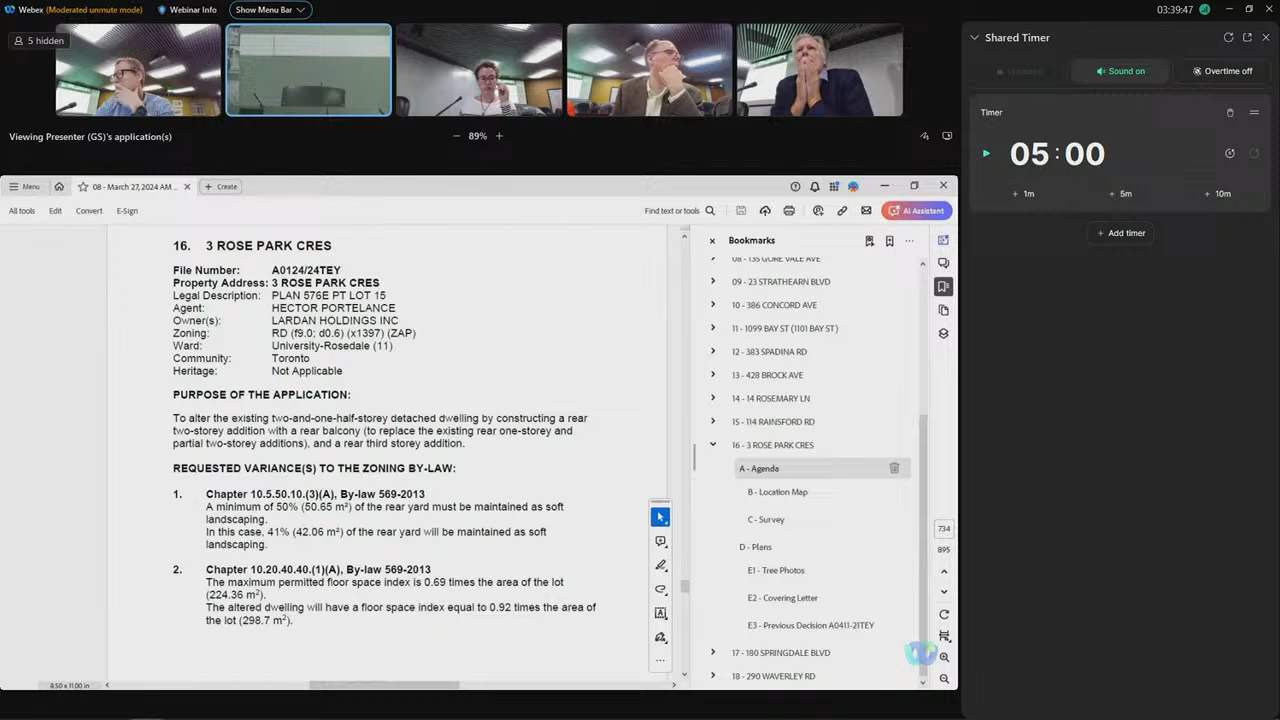 Webex (Moderated unmute mode) Webinar Info Show Menu Bar 03:39:47
5 hidden
Viewing Presenter (GS)'s application(s) 89%
Menu 08 - March 27, 2024 AM ... Create
All tools Edit Convert E-Sign Find text or tools AI Assistant
16. 3 ROSE PARK CRES
File Number: A0124/24TEY
Property Address: 3 ROSE PARK CRES
Legal Description: PLAN 576E PT LOT 15
Agent: HECTOR PORTELANCE
Owner(s): LARDAN HOLDINGS INC
Zoning: RD (f9.0; d0.6) (x1397) (ZAP)
Ward: University-Rosedale (11)
Community: Toronto
Heritage: Not Applicable
PURPOSE OF THE APPLICATION:
To alter the existing two-and-one-half-storey detached dwelling by constructing a rear
two-storey addition with a rear balcony (to replace the existing rear one-storey and
partial two-storey additions), and a rear third storey addition.
REQUESTED VARIANCE(S) TO THE ZONING BY-LAW:
1. Chapter 10.5.50.10.(3)(A), By-law 569-2013
A minimum of 50% (50.65 m²) of the rear yard must be maintained as soft
landscaping.
In this case, 41% (42.06 m²) of the rear yard will be maintained as soft
landscaping.
2. Chapter 10.20.40.40.(1)(A), By-law 569-2013
The maximum permitted floor space index is 0.69 times the area of the lot
(224.36 m²).
The altered dwelling will have a floor space index equal to 0.92 times the area of
the lot (298.7 m²).
8.50 x 11.00 in
Bookmarks
08 - 135 GORE VALE AVE
09 - 23 STRATHEARN BLVD
10 - 386 CONCORD AVE
11 - 1099 BAY ST (1101 BAY ST)
12 - 383 SPADINA RD
13 - 428 BROCK AVE
14 - 14 ROSEMARY LN
15 - 114 RAINSFORD RD
16 - 3 ROSE PARK CRES
A - Agenda
B - Location Map
C - Survey
D - Plans
E1 - Tree Photos
E2 - Covering Letter
E3 - Previous Decision A0411-21TEY
17 - 180 SPRINGDALE BLVD
18 - 290 WAVERLEY RD
734
895
Shared Timer
Sound on Overtime off
Timer
05:00
+ 1m + 5m + 10m
+ Add timer